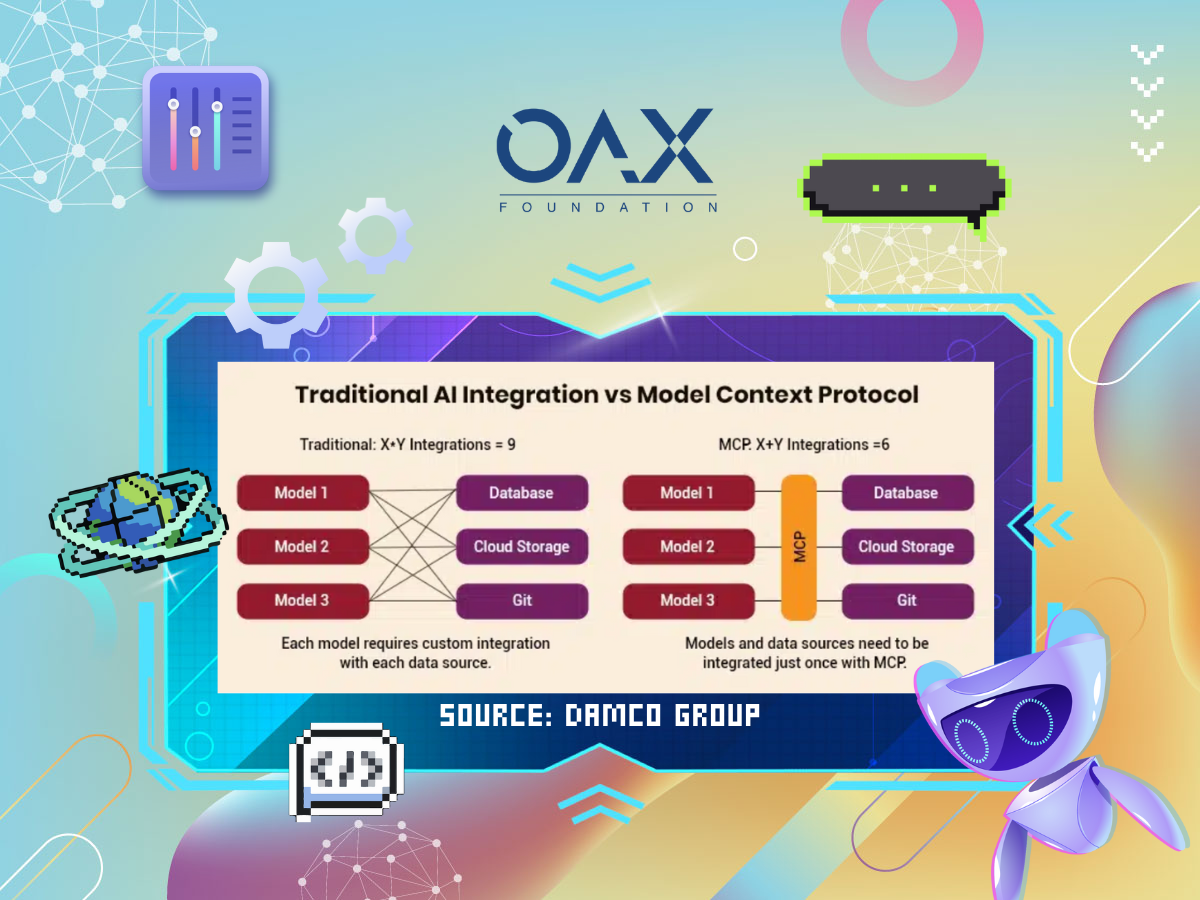 OAX
FOUNDATION
Traditional AI Integration vs Model Context Protocol
Traditional: X*Y Integrations = 9
MCP. X+Y Integrations =6
Model 1
Database
Model 1
Database
Model 2
Cloud Storage
Model 2
MCP
Cloud Storage
Model 3
Git
Model 3
Git
Each model requires custom integration
with each data source.
Models and data sources need to be
integrated just once with MCP.
SOURCE: DAMCO GROUP
</>